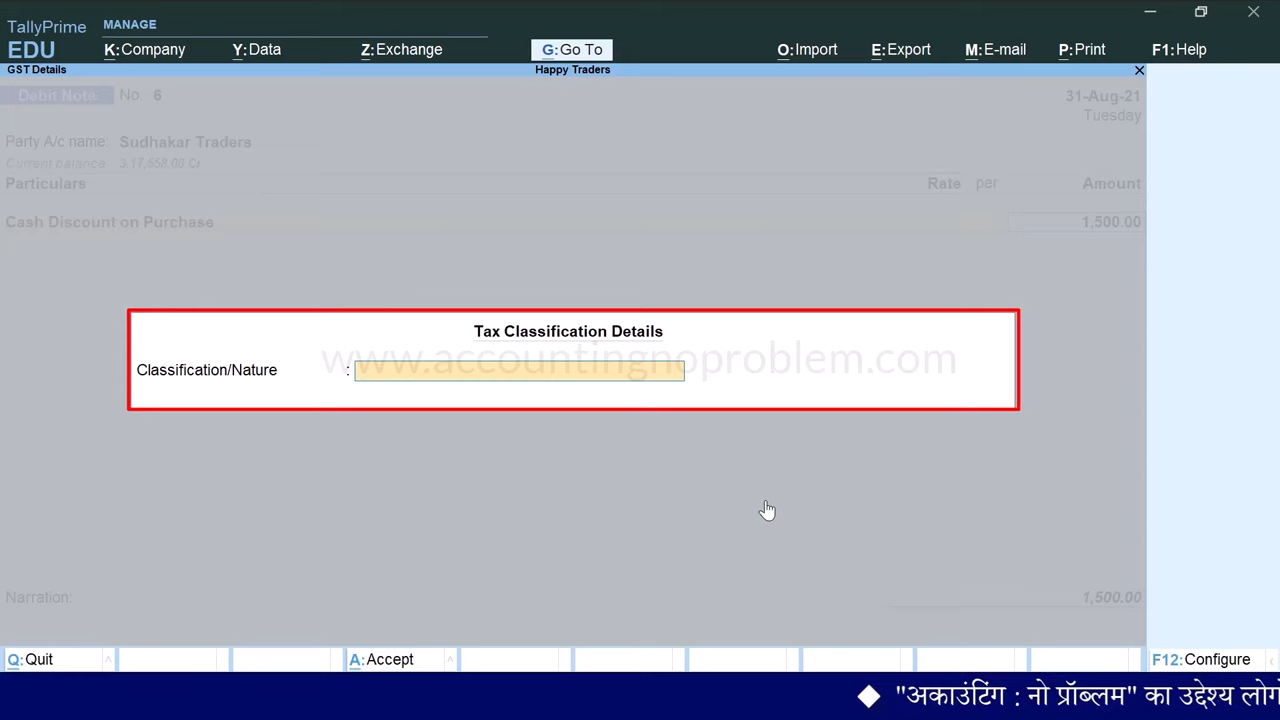 TallyPrime
EDU
MANAGE
K:Company
Y:Data
Z:Exchange
G:Go To
O:Import
E:Export
M:E-mail
P:Print
F1:Help
GST Details
Happy Traders
Debit Note No 6
31-Aug-21
Tuesday
Party A/c name: Sudhakar Traders
Current balance 3,17,558.00 Cr
Particulars Rate per Amount
Cash Discount on Purchase 1,500.00
Tax Classification Details
www.accountingnoproblem.com
Classification/Nature :
Narration: 1,500.00
Q:Quit
A:Accept
F12:Configure
"अकाउंटिंग : नो प्रॉब्लम" का उद्देश्य लोगो